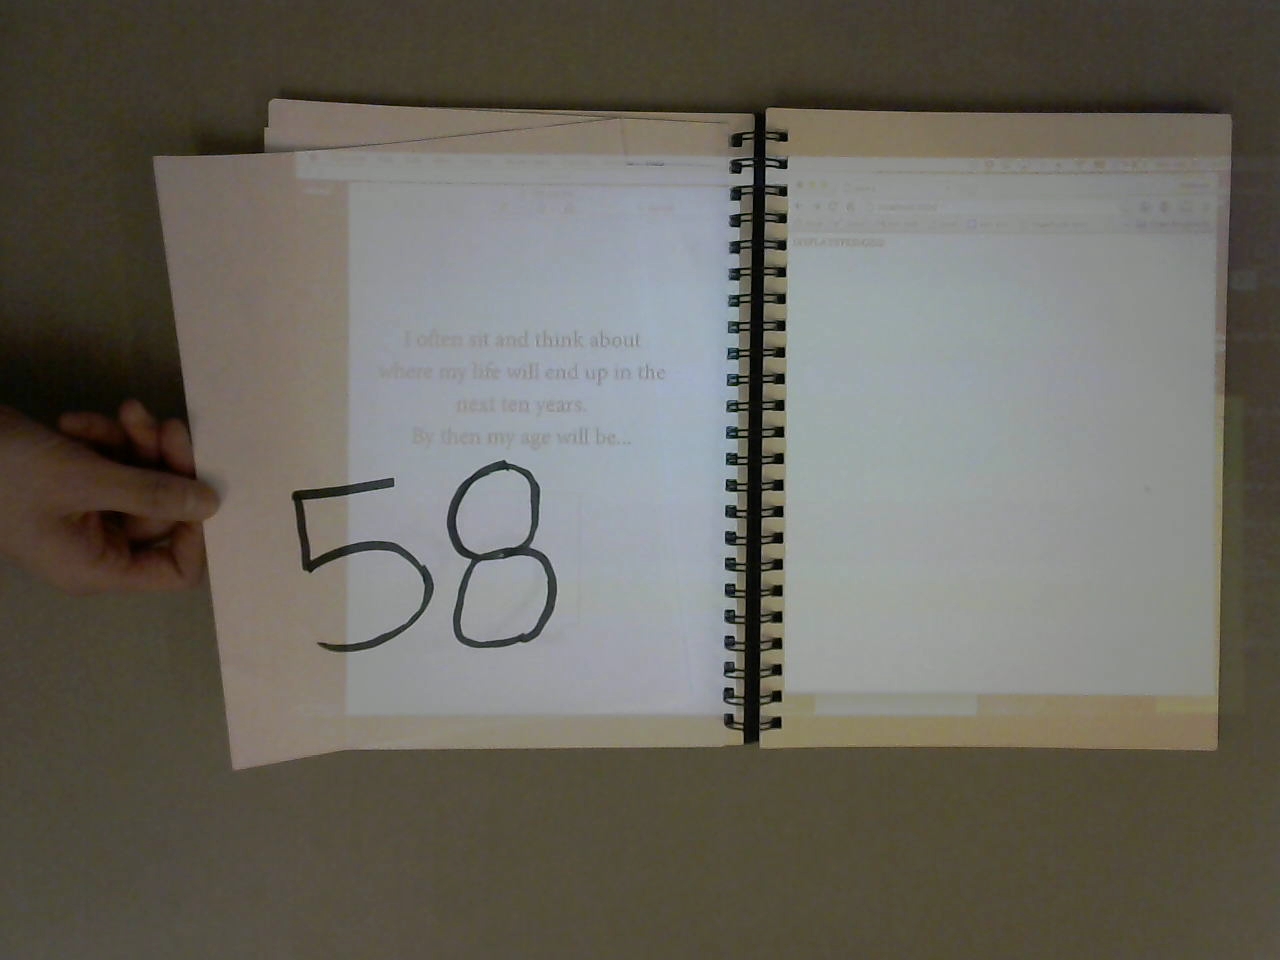 I often sit and think about
where my life will end up in the
next ten years.
By then my age will be...
58